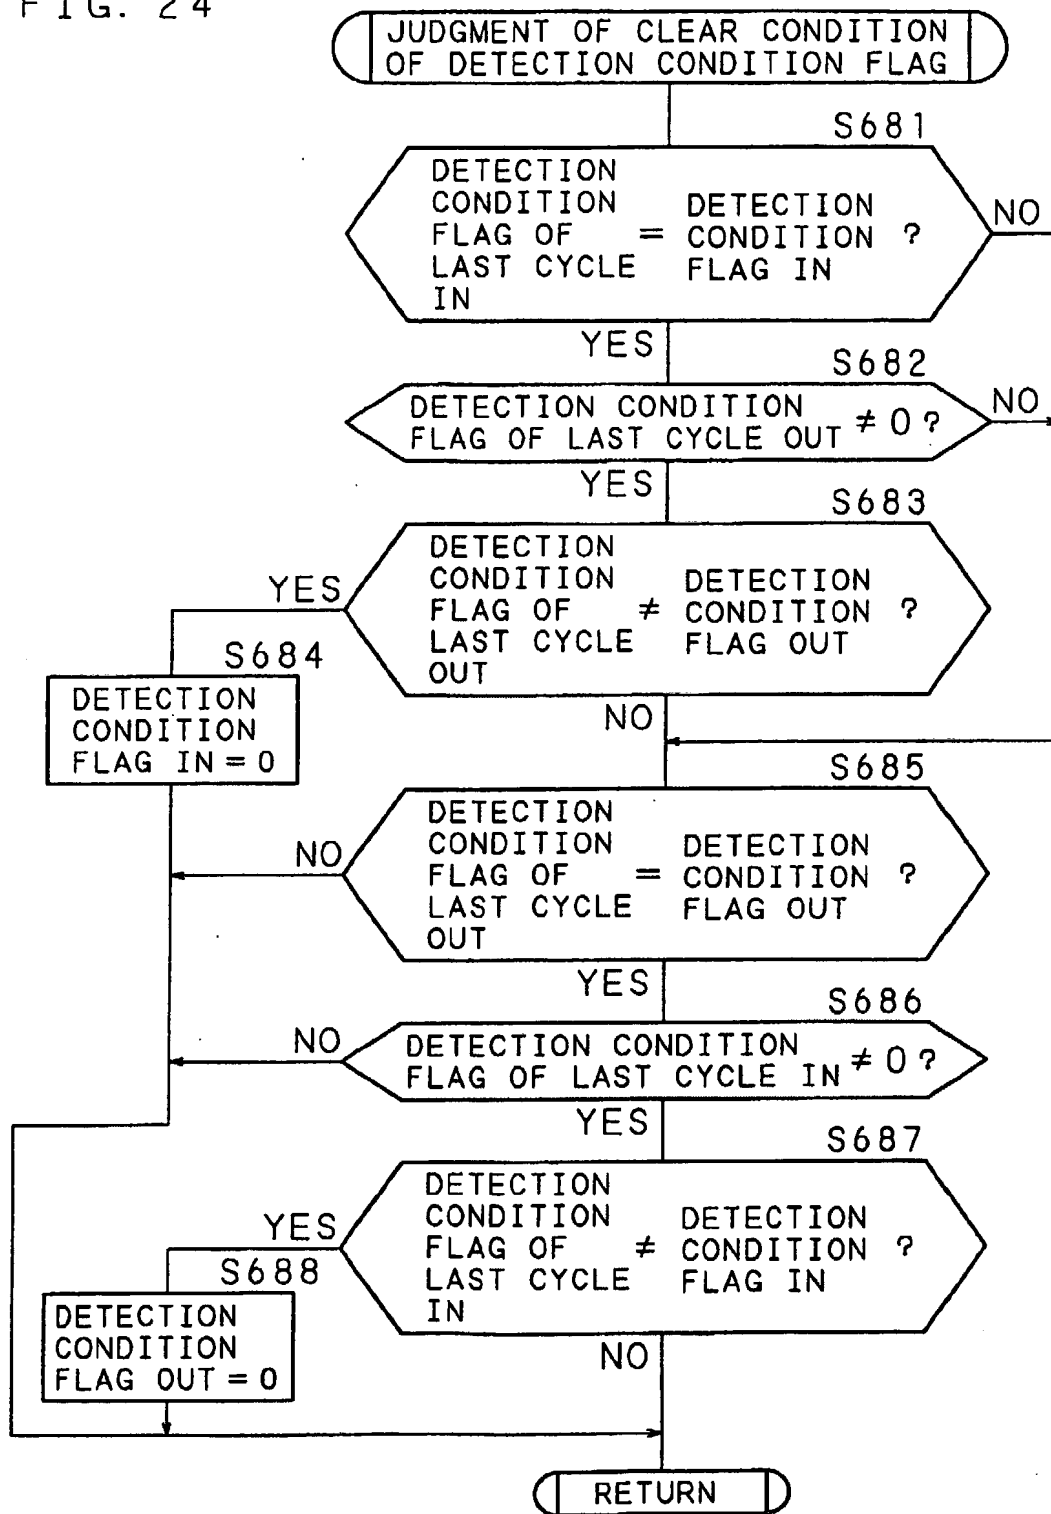 FIG. 24
JUDGMENT OF CLEAR CONDITION
OF DETECTION CONDITION FLAG
S681
DETECTION
CONDITION
FLAG OF
LAST CYCLE
IN
=
DETECTION
CONDITION
FLAG IN
?
NO
YES
S682
DETECTION CONDITION
FLAG OF LAST CYCLE OUT
≠ 0 ?
NO
YES
S683
DETECTION
CONDITION
FLAG OF
LAST CYCLE
OUT
≠
DETECTION
CONDITION
FLAG OUT
?
YES
S684
DETECTION
CONDITION
FLAG IN = 0
NO
S685
DETECTION
CONDITION
FLAG OF
LAST CYCLE
OUT
=
DETECTION
CONDITION
FLAG OUT
?
NO
YES
S686
DETECTION CONDITION
FLAG OF LAST CYCLE IN
≠ 0 ?
NO
YES
S687
DETECTION
CONDITION
FLAG OF
LAST CYCLE
IN
≠
DETECTION
CONDITION
FLAG IN
?
YES
S688
DETECTION
CONDITION
FLAG OUT = 0
NO
RETURN